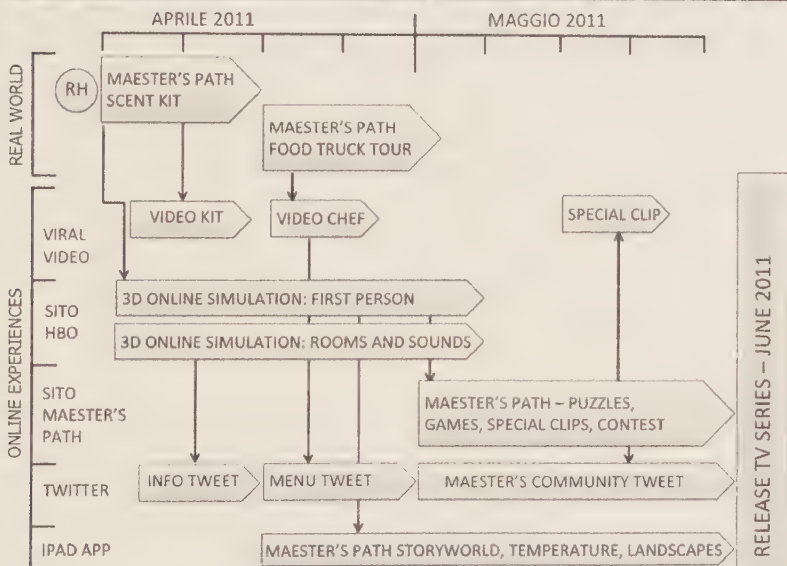 APRILE 2011
MAGGIO 2011
REAL WORLD
RH
MAESTER'S PATH
SCENT KIT
MAESTER'S PATH
FOOD TRUCK TOUR
ONLINE EXPERIENCES
VIRAL
VIDEO
VIDEO KIT
VIDEO CHEF
SPECIAL CLIP
SITO
HBO
3D ONLINE SIMULATION: FIRST PERSON
3D ONLINE SIMULATION: ROOMS AND SOUNDS
SITO
MAESTER'S
PATH
MAESTER'S PATH – PUZZLES,
GAMES, SPECIAL CLIPS, CONTEST
TWITTER
INFO TWEET
MENU TWEET
MAESTER'S COMMUNITY TWEET
IPAD APP
MAESTER'S PATH STORYWORLD, TEMPERATURE, LANDSCAPES
RELEASE TV SERIES – JUNE 2011